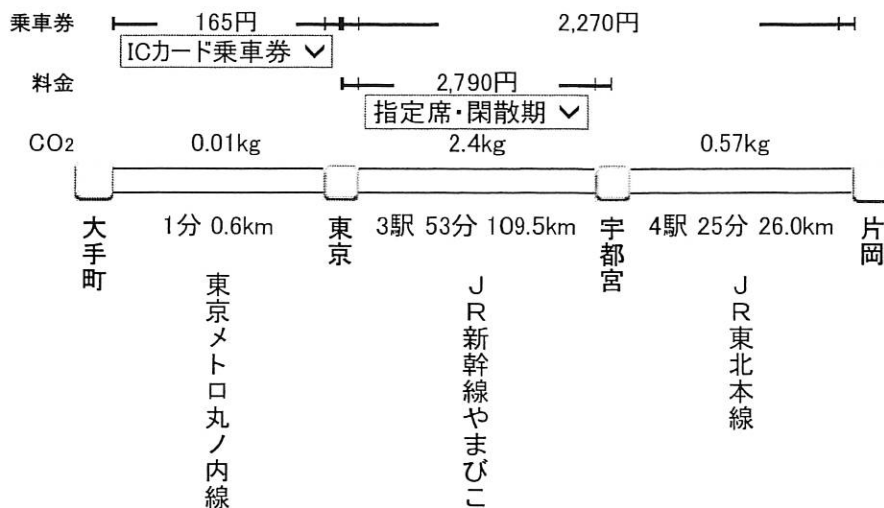 乗車券 165円 2,270円
ICカード乗車券
料金 2,790円
指定席・閑散期
CO2 0.01kg 2.4kg 0.57kg
大手町 1分 0.6km 東京 3駅 53分 109.5km 宇都宮 4駅 25分 26.0km 片岡
東京メトロ丸ノ内線
JR新幹線やまびこ
JR東北本線